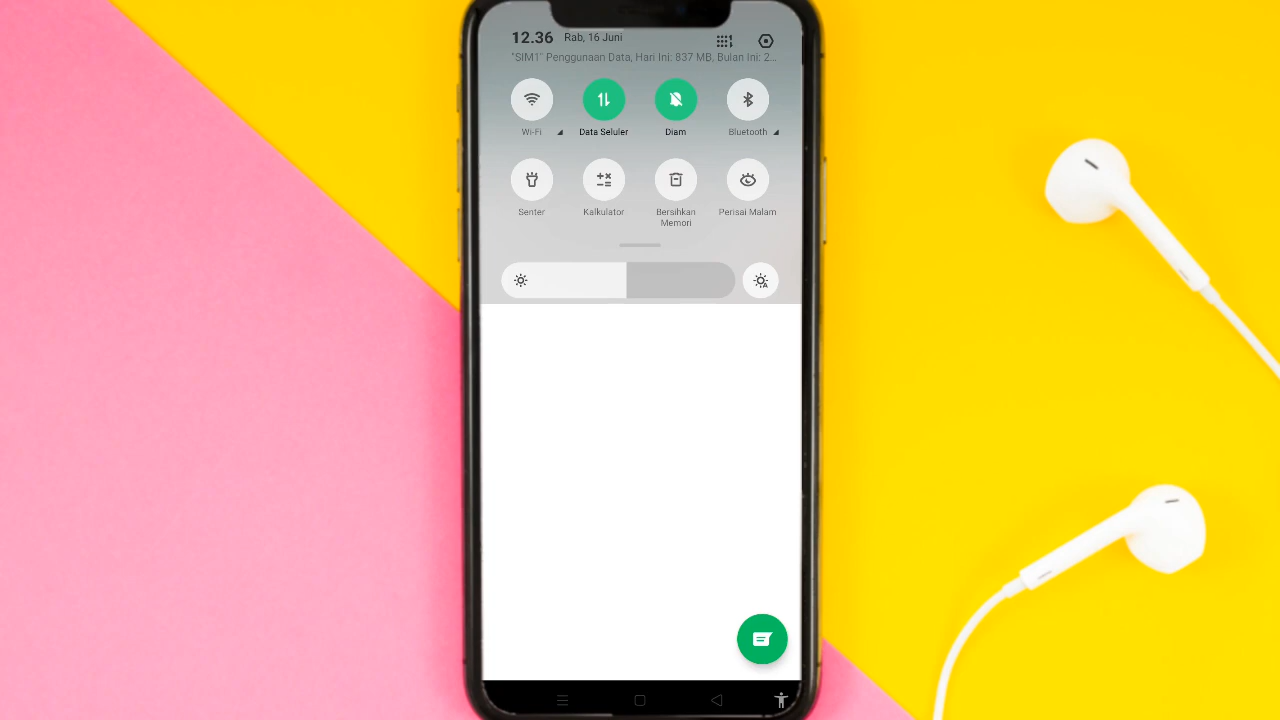 12.36 Rab, 16 Juni
"SIM1" Penggunaan Data, Hari Ini: 837 MB, Bulan Ini: 2...
Wi-Fi Data Seluler Diam Bluetooth
Senter Kalkulator Bersihkan Memori Perisai Malam